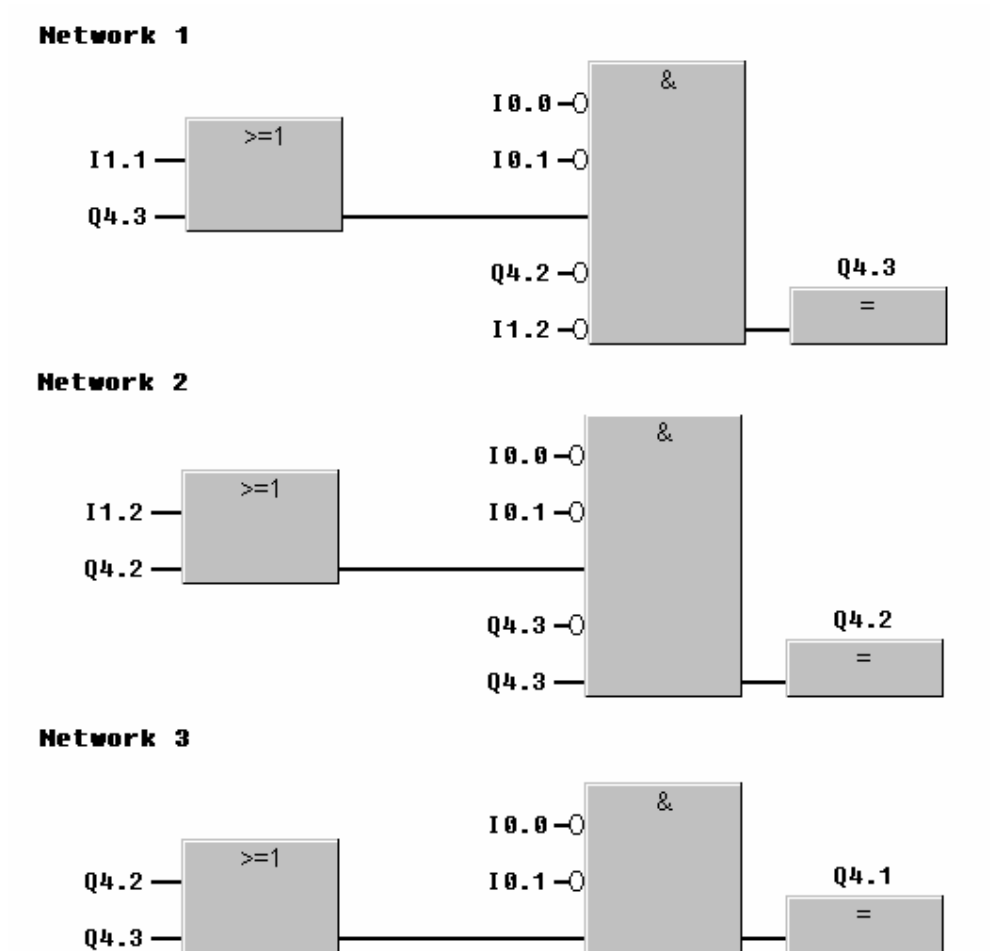 Network 1
&
I0.0
>=1
I1.1
I0.1
Q4.3
Q4.2
Q4.3
I1.2
=
Network 2
&
I0.0
>=1
I1.2
I0.1
Q4.2
Q4.3
Q4.2
Q4.3
=
Network 3
&
I0.0
>=1
Q4.2
I0.1
Q4.1
=
Q4.3